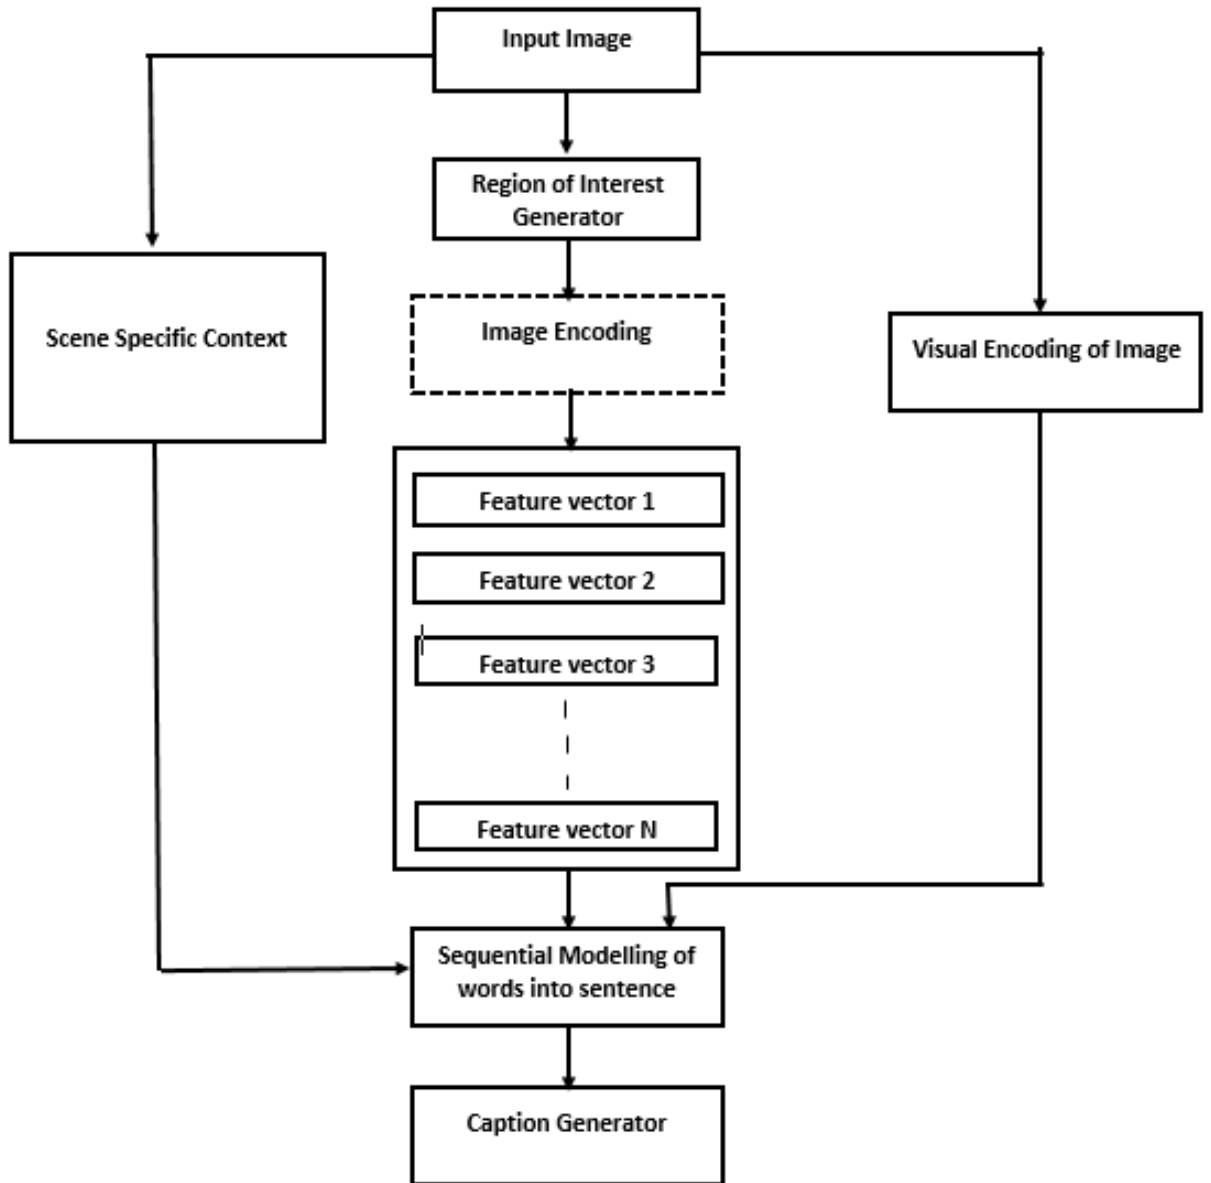 Input Image
Region of Interest
Generator
Scene Specific Context
Image Encoding
Visual Encoding of Image
Feature vector 1
Feature vector 2
Feature vector 3
Feature vector N
Sequential Modelling of
words into sentence
Caption Generator